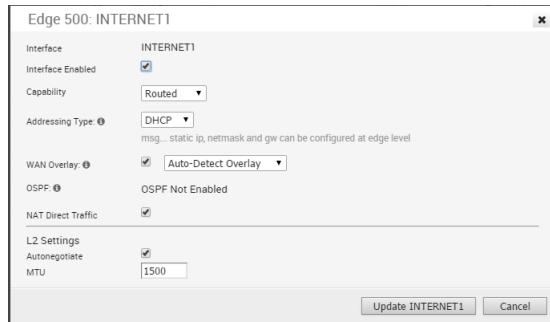 Edge 500: INTERNET1
Interface INTERNET1
Interface Enabled
Capability Routed
Addressing Type: DHCP
msg... static ip, netmask and gw can be configured at edge level
WAN Overlay: Auto-Detect Overlay
OSPF: OSPF Not Enabled
NAT Direct Traffic
L2 Settings
Autonegotiate
MTU 1500
Update INTERNET1 Cancel